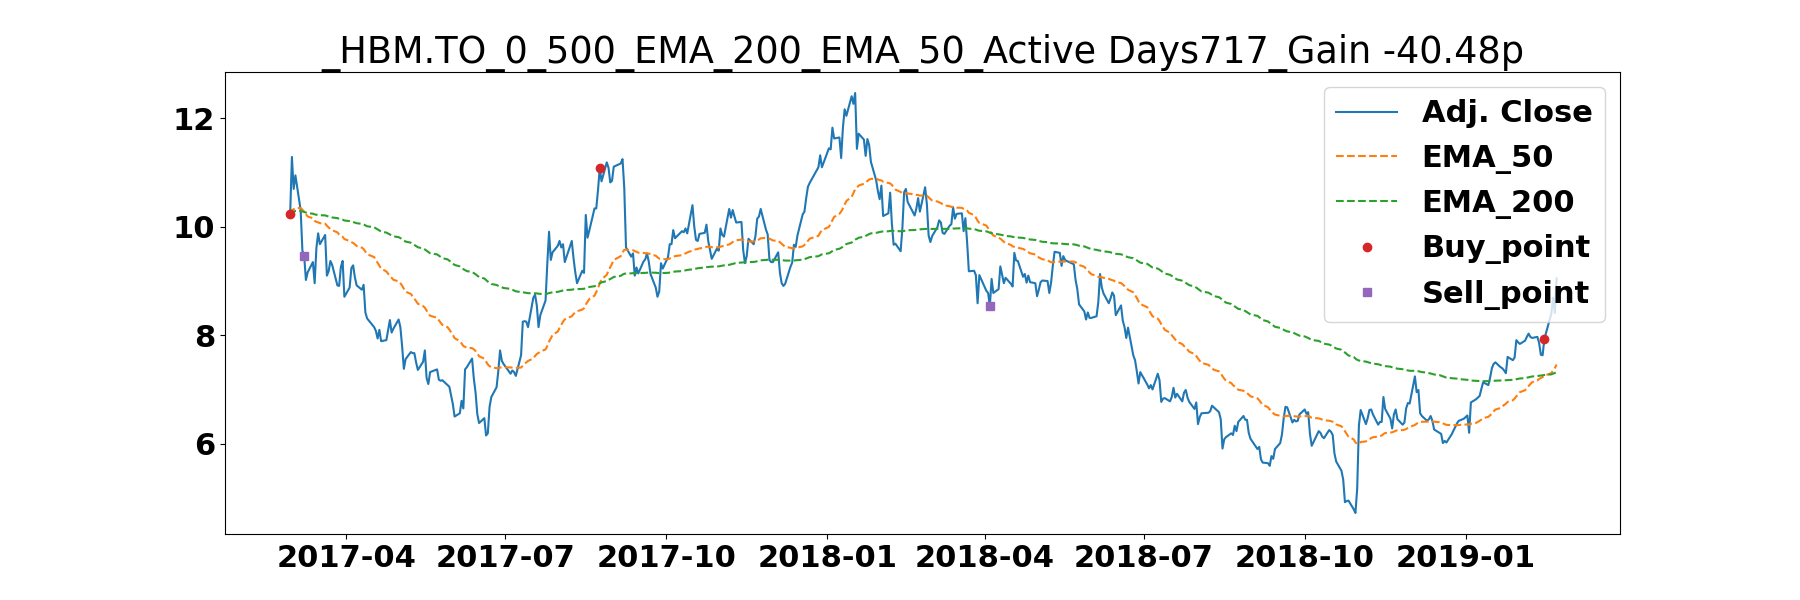 _HBM.TO_0_500_EMA_200_EMA_50_Active Days717_Gain -40.48p
12
10
8
6
Adj. Close
EMA_50
EMA_200
Buy_point
Sell_point
2017-04 2017-07 2017-10 2018-01 2018-04 2018-07 2018-10 2019-01